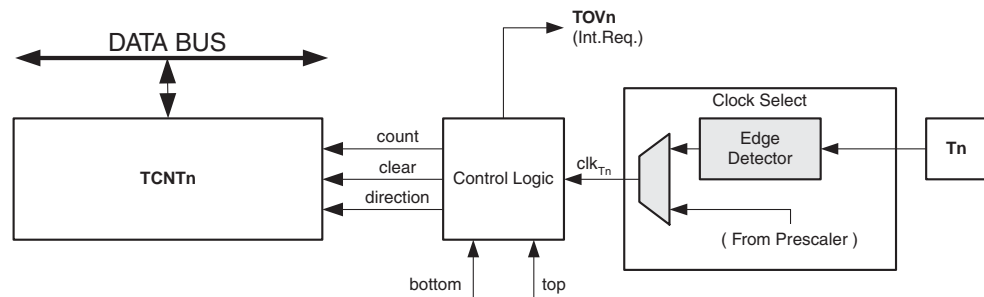 TOVn
(Int.Req.)
DATA BUS
Clock Select
count
Edge
Detector
Tn
TCNTn
clear
Control Logic
clkTn
direction
( From Prescaler )
bottom
top